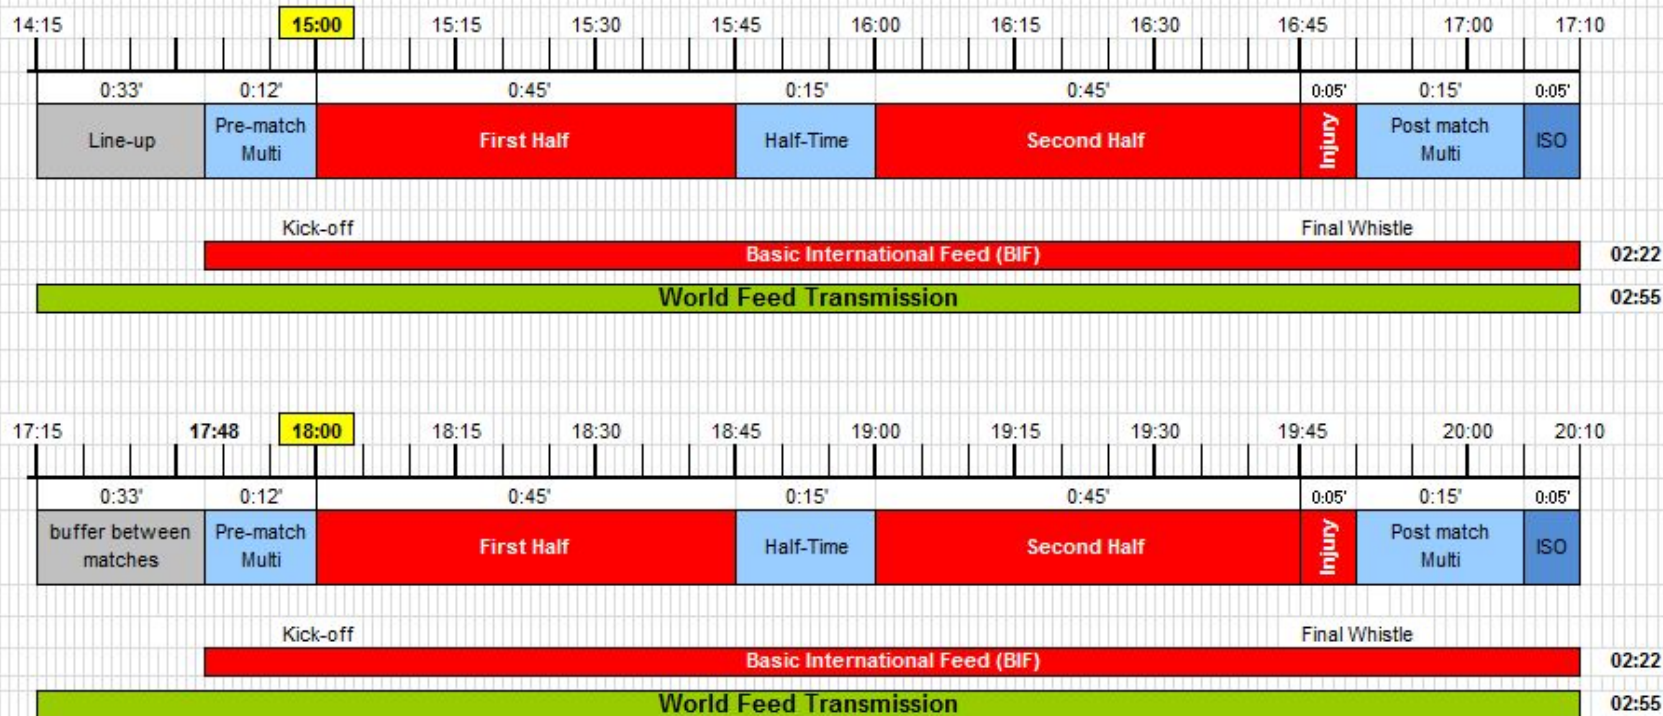 14:15 15:00 15:15 15:30 15:45 16:00 16:15 16:30 16:45 17:00 17:10
0:33' 0:12' 0:45' 0:15' 0:45' 0:05' 0:15' 0:05'
Line-up Pre-match Multi First Half Half-Time Second Half Injury Post match Multi ISO
Kick-off Final Whistle
Basic International Feed (BIF) 02:22
World Feed Transmission 02:55
17:15 17:48 18:00 18:15 18:30 18:45 19:00 19:15 19:30 19:45 20:00 20:10
0:33' 0:12' 0:45' 0:15' 0:45' 0:05' 0:15' 0:05'
buffer between matches Pre-match Multi First Half Half-Time Second Half Injury Post match Multi ISO
Kick-off Final Whistle
Basic International Feed (BIF) 02:22
World Feed Transmission 02:55